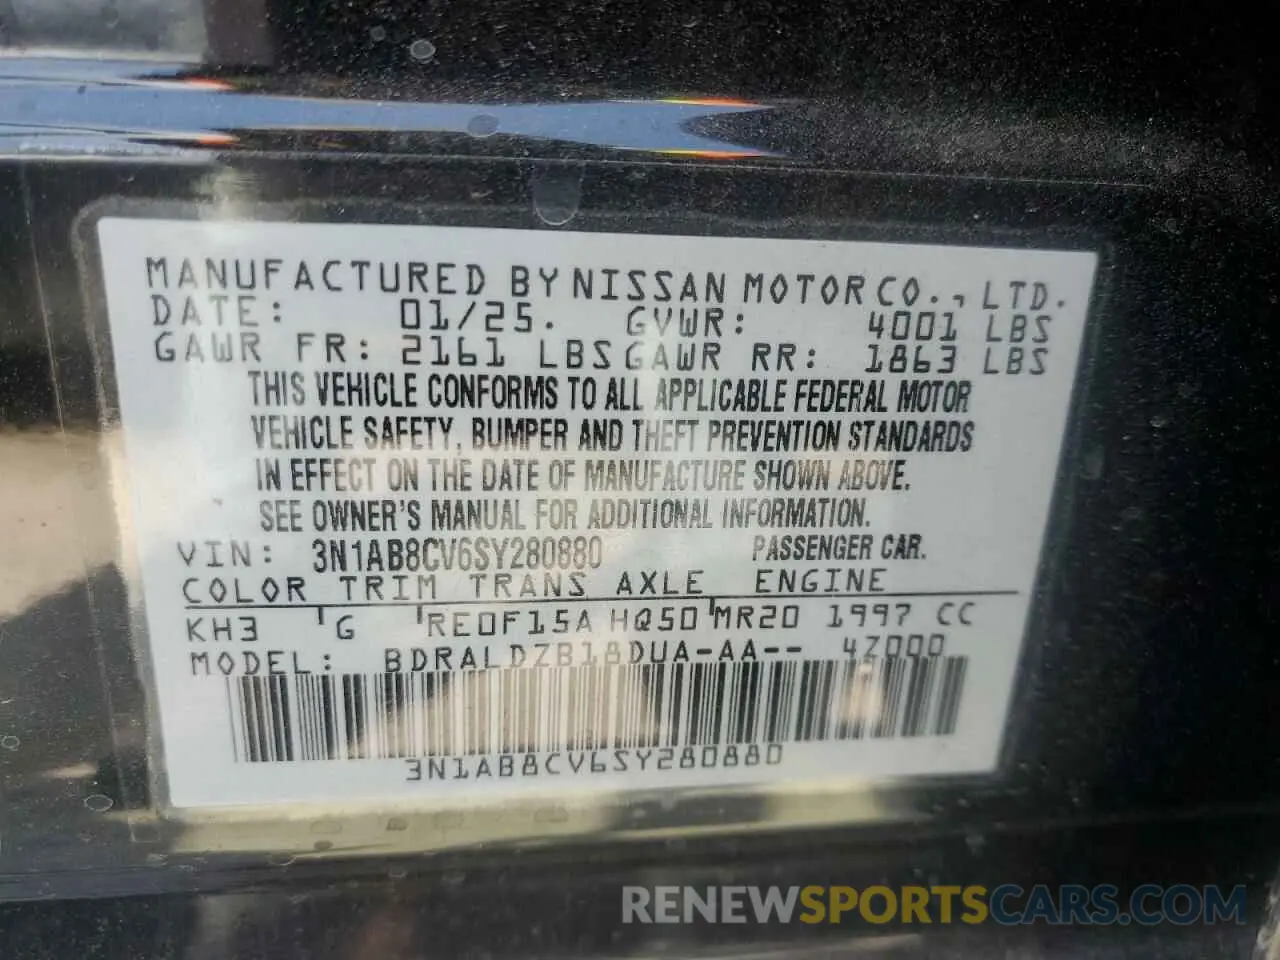 MANUFACTURED BY NISSAN MOTOR CO., LTD.
DATE: 01/25. GVWR: 4001 LBS
GAWR FR: 2161 LBS GAWR RR: 1863 LBS
THIS VEHICLE CONFORMS TO ALL APPLICABLE FEDERAL MOTOR
VEHICLE SAFETY, BUMPER AND THEFT PREVENTION STANDARDS
IN EFFECT ON THE DATE OF MANUFACTURE SHOWN ABOVE.
SEE OWNER'S MANUAL FOR ADDITIONAL INFORMATION.
VIN: 3N1AB8CV6SY280880 PASSENGER CAR.
COLOR TRIM TRANS AXLE ENGINE
KH3 G RE0F15A HQ50 MR20 1997 CC
MODEL: BDRALDZB18DUA-AA-- 4Z000
3N1AB8CV6SY280880
RENEWSPORTSCARS.COM